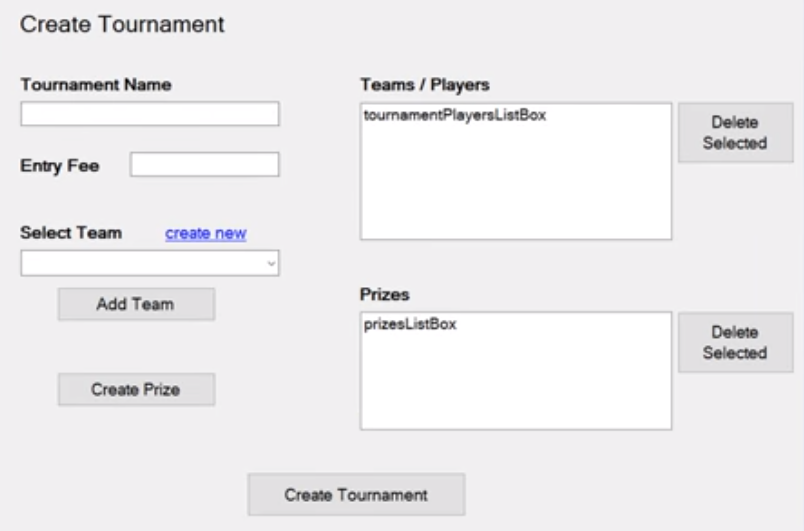 Create Tournament
Tournament Name
Entry Fee
Select Team create new
Add Team
Create Prize
Teams / Players
tournamentPlayersListBox
Delete
Selected
Prizes
prizesListBox
Delete
Selected
Create Tournament